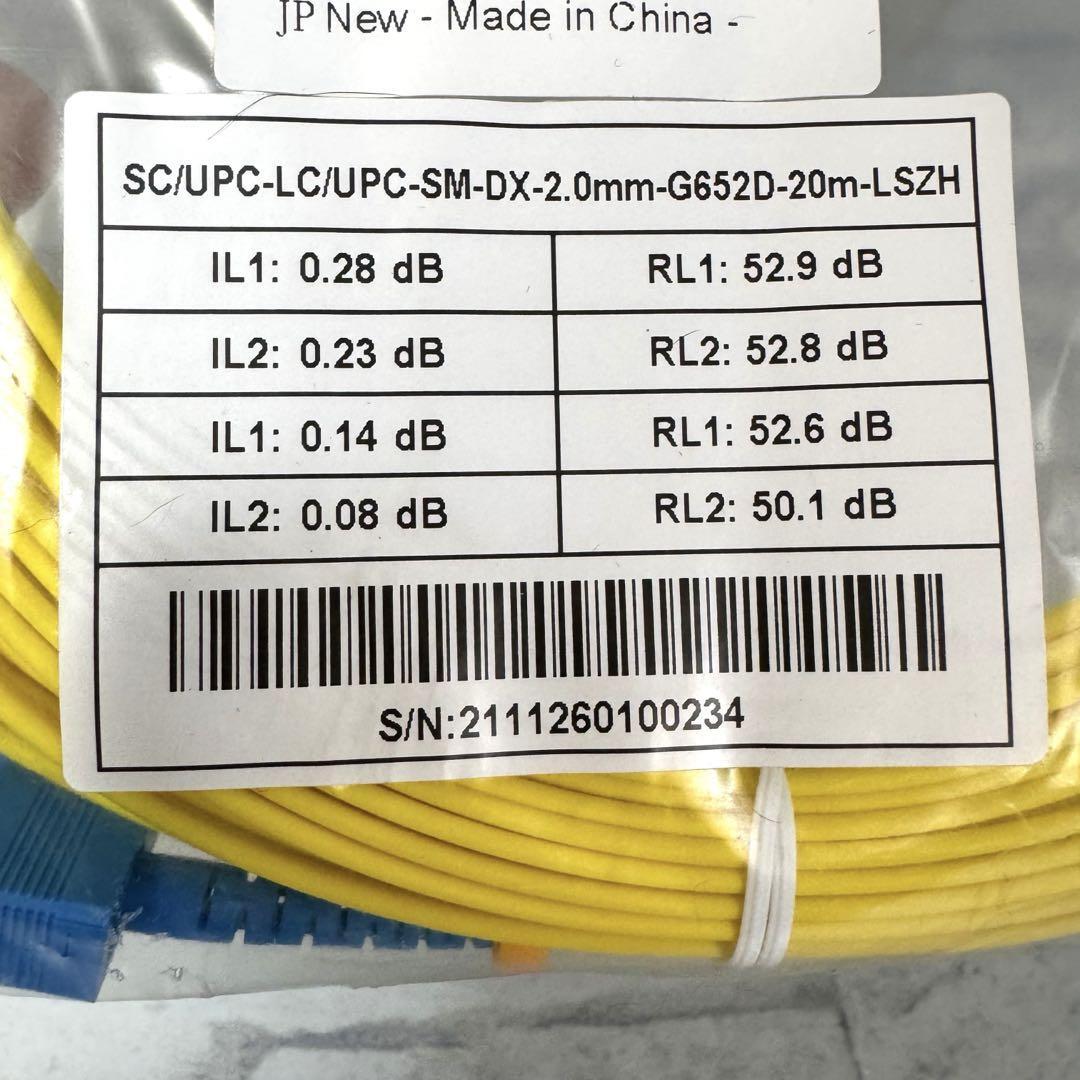 JP New - Made in China -
SC/UPC-LC/UPC-SM-DX-2.0mm-G652D-20m-LSZH
IL1: 0.28 dB RL1: 52.9 dB
IL2: 0.23 dB RL2: 52.8 dB
IL1: 0.14 dB RL1: 52.6 dB
IL2: 0.08 dB RL2: 50.1 dB
S/N:2111260100234